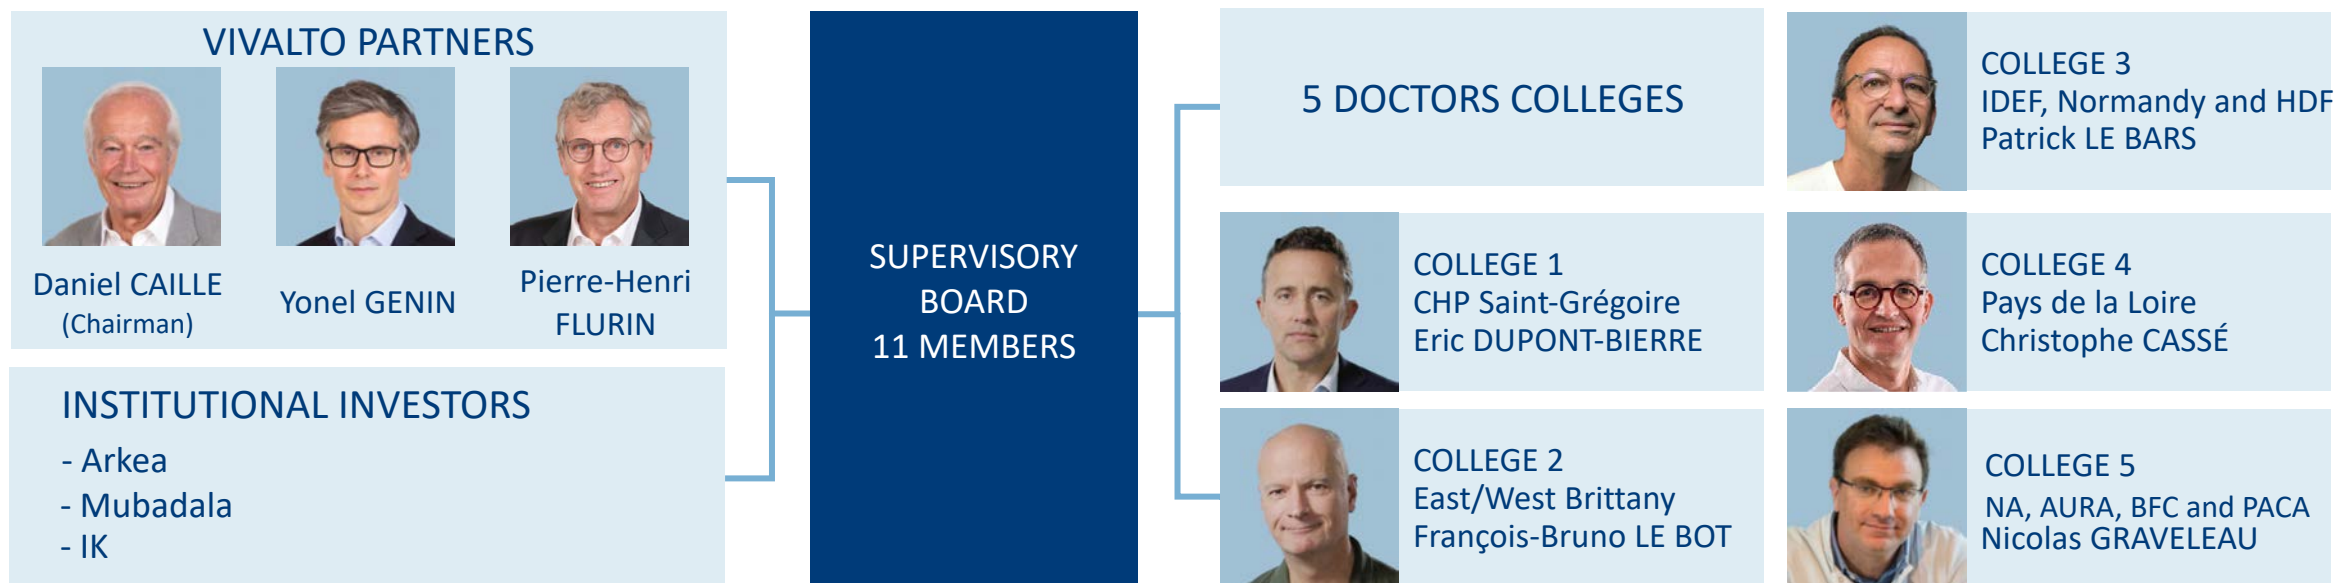 VIVALTO PARTNERS
Daniel CAILLE
(Chairman)
Yonel GENIN
Pierre-Henri
FLURIN
INSTITUTIONAL INVESTORS
- Arkea
- Mubadala
- IK
SUPERVISORY
BOARD
11 MEMBERS
5 DOCTORS COLLEGES
COLLEGE 1
CHP Saint-Grégoire
Eric DUPONT-BIERRE
COLLEGE 2
East/West Brittany
François-Bruno LE BOT
COLLEGE 3
IDEF, Normandy and HDF
Patrick LE BARS
COLLEGE 4
Pays de la Loire
Christophe CASSÉ
COLLEGE 5
NA, AURA, BFC and PACA
Nicolas GRAVELEAU